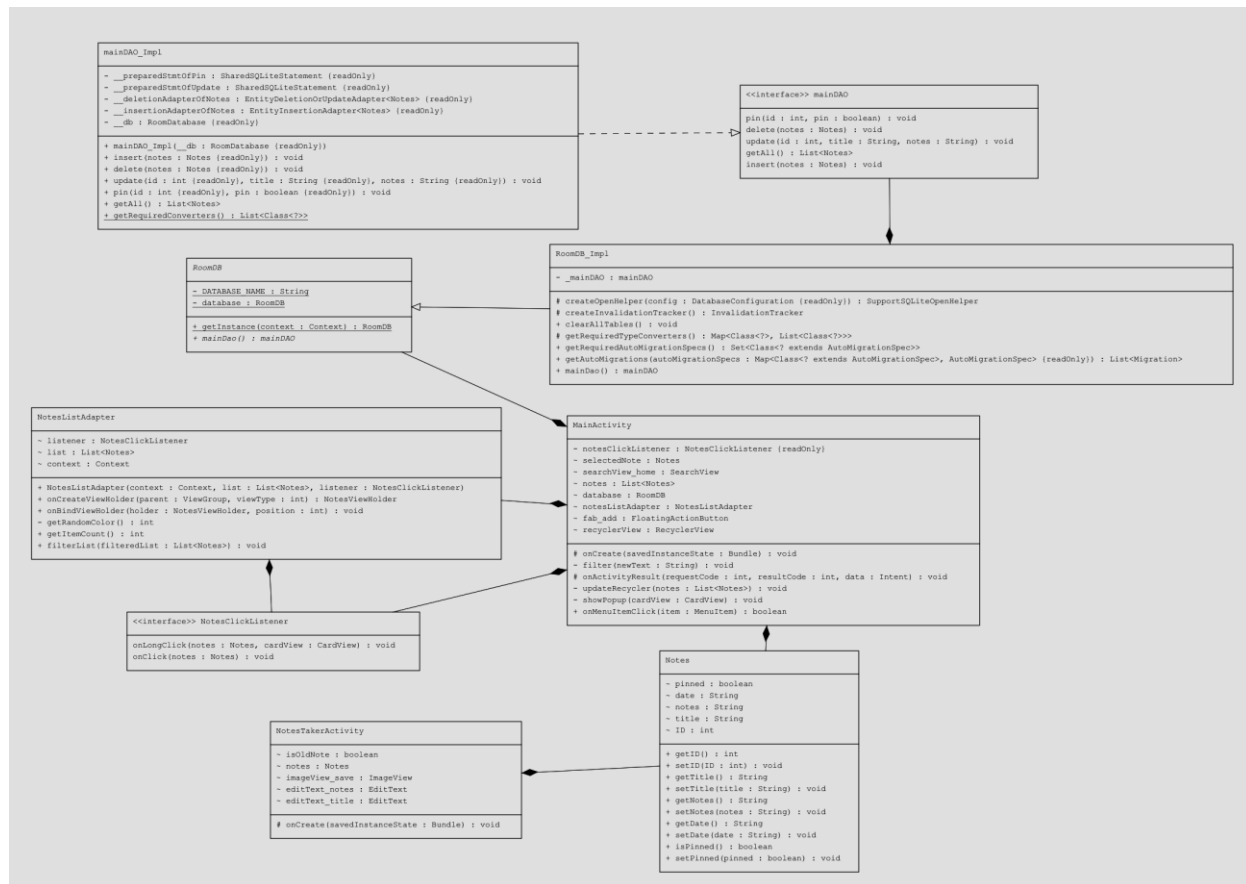 mainDAO_Impl
- __preparedStmtOfPin : SharedSQLiteStatement {readOnly}
- __preparedStmtOfUpdate : SharedSQLiteStatement {readOnly}
- __deletionAdapterOfNotes : EntityDeletionOrUpdateAdapter<Notes> {readOnly}
- __insertionAdapterOfNotes : EntityInsertionAdapter<Notes> {readOnly}
- __db : RoomDatabase {readOnly}
+ mainDAO_Impl(__db : RoomDatabase {readOnly})
+ insert(notes : Notes {readOnly}) : void
+ delete(notes : Notes {readOnly}) : void
+ update(id : int {readOnly}, title : String {readOnly}, notes : String {readOnly}) : void
+ pin(id : int {readOnly}, pin : boolean {readOnly}) : void
+ getAll() : List<Notes>
+ getRequiredConverters() : List<Class<?>>
<<interface>> mainDAO
pin(id : int, pin : boolean) : void
delete(notes : Notes) : void
update(id : int, title : String, notes : String) : void
getAll() : List<Notes>
insert(notes : Notes) : void
RoomDB
- DATABASE_NAME : String
- database : RoomDB
+ getInstance(context : Context) : RoomDB
+ mainDao() : mainDAO
RoomDB_Impl
- _mainDAO : mainDAO
# createOpenHelper(config : DatabaseConfiguration {readOnly}) : SupportSQLiteOpenHelper
# createInvalidationTracker() : InvalidationTracker
+ clearAllTables() : void
# getRequiredTypeConverters() : Map<Class<?>, List<Class<?>>>
+ getRequiredAutoMigrationSpecs() : Set<Class<? extends AutoMigrationSpec>>
+ getAutoMigrations(autoMigrationSpecs : Map<Class<? extends AutoMigrationSpec>, AutoMigrationSpec> {readOnly}) : List<Migration>
+ mainDao() : mainDAO
NotesListAdapter
~ listener : NotesClickListener
~ list : List<Notes>
~ context : Context
+ NotesListAdapter(context : Context, list : List<Notes>, listener : NotesClickListener)
+ onCreateViewHolder(parent : ViewGroup, viewType : int) : NotesViewHolder
+ onBindViewHolder(holder : NotesViewHolder, position : int) : void
- getRandomColor() : int
+ getItemCount() : int
+ filterList(filteredList : List<Notes>) : void
MainActivity
- notesClickListener : NotesClickListener {readOnly}
~ selectedNote : Notes
~ searchView_home : SearchView
~ notes : List<Notes>
~ database : RoomDB
~ notesListAdapter : NotesListAdapter
~ fab_add : FloatingActionButton
~ recyclerView : RecyclerView
# onCreate(savedInstanceState : Bundle) : void
- filter(newText : String) : void
# onActivityResult(requestCode : int, resultCode : int, data : Intent) : void
- updateRecycler(notes : List<Notes>) : void
- showPopup(cardView : CardView) : void
+ onMenuItemClick(item : MenuItem) : boolean
<<interface>> NotesClickListener
onLongClick(notes : Notes, cardView : CardView) : void
onClick(notes : Notes) : void
Notes
~ pinned : boolean
~ date : String
~ notes : String
~ title : String
~ ID : int
+ getID() : int
+ setID(ID : int) : void
+ getTitle() : String
+ setTitle(title : String) : void
+ getNotes() : String
+ setNotes(notes : String) : void
+ getDate() : String
+ setDate(date : String) : void
+ isPinned() : boolean
+ setPinned(pinned : boolean) : void
NotesTakerActivity
~ isOldNote : boolean
~ notes : Notes
~ imageView_save : ImageView
~ editText_notes : EditText
~ editText_title : EditText
# onCreate(savedInstanceState : Bundle) : void